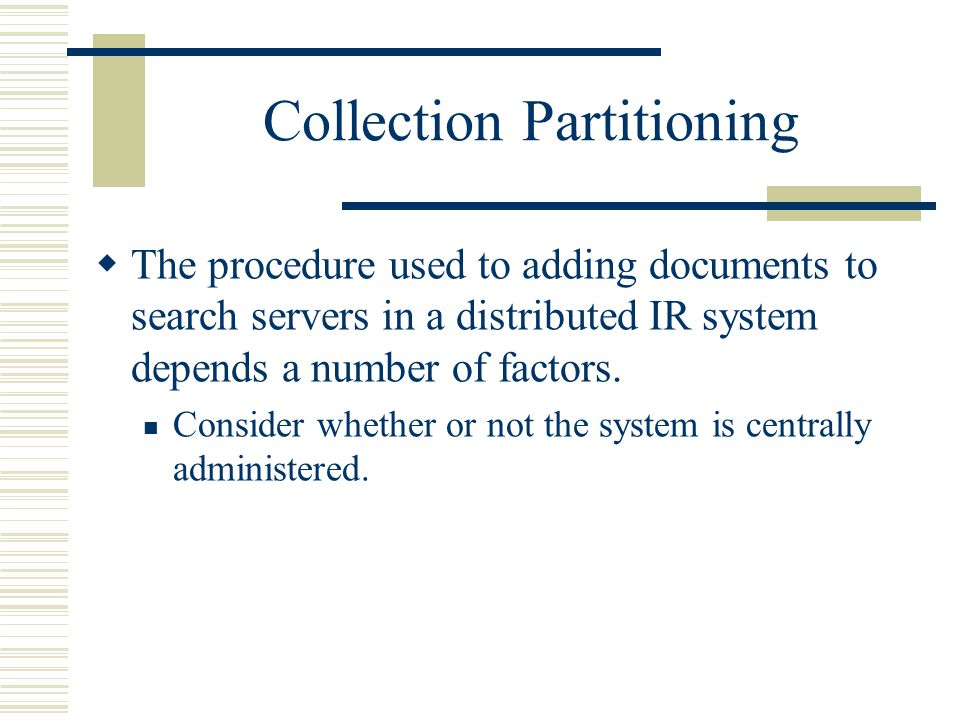 Collection Partitioning
The procedure used to adding documents to
search servers in a distributed IR system
depends a number of factors.
Consider whether or not the system is centrally
administered.